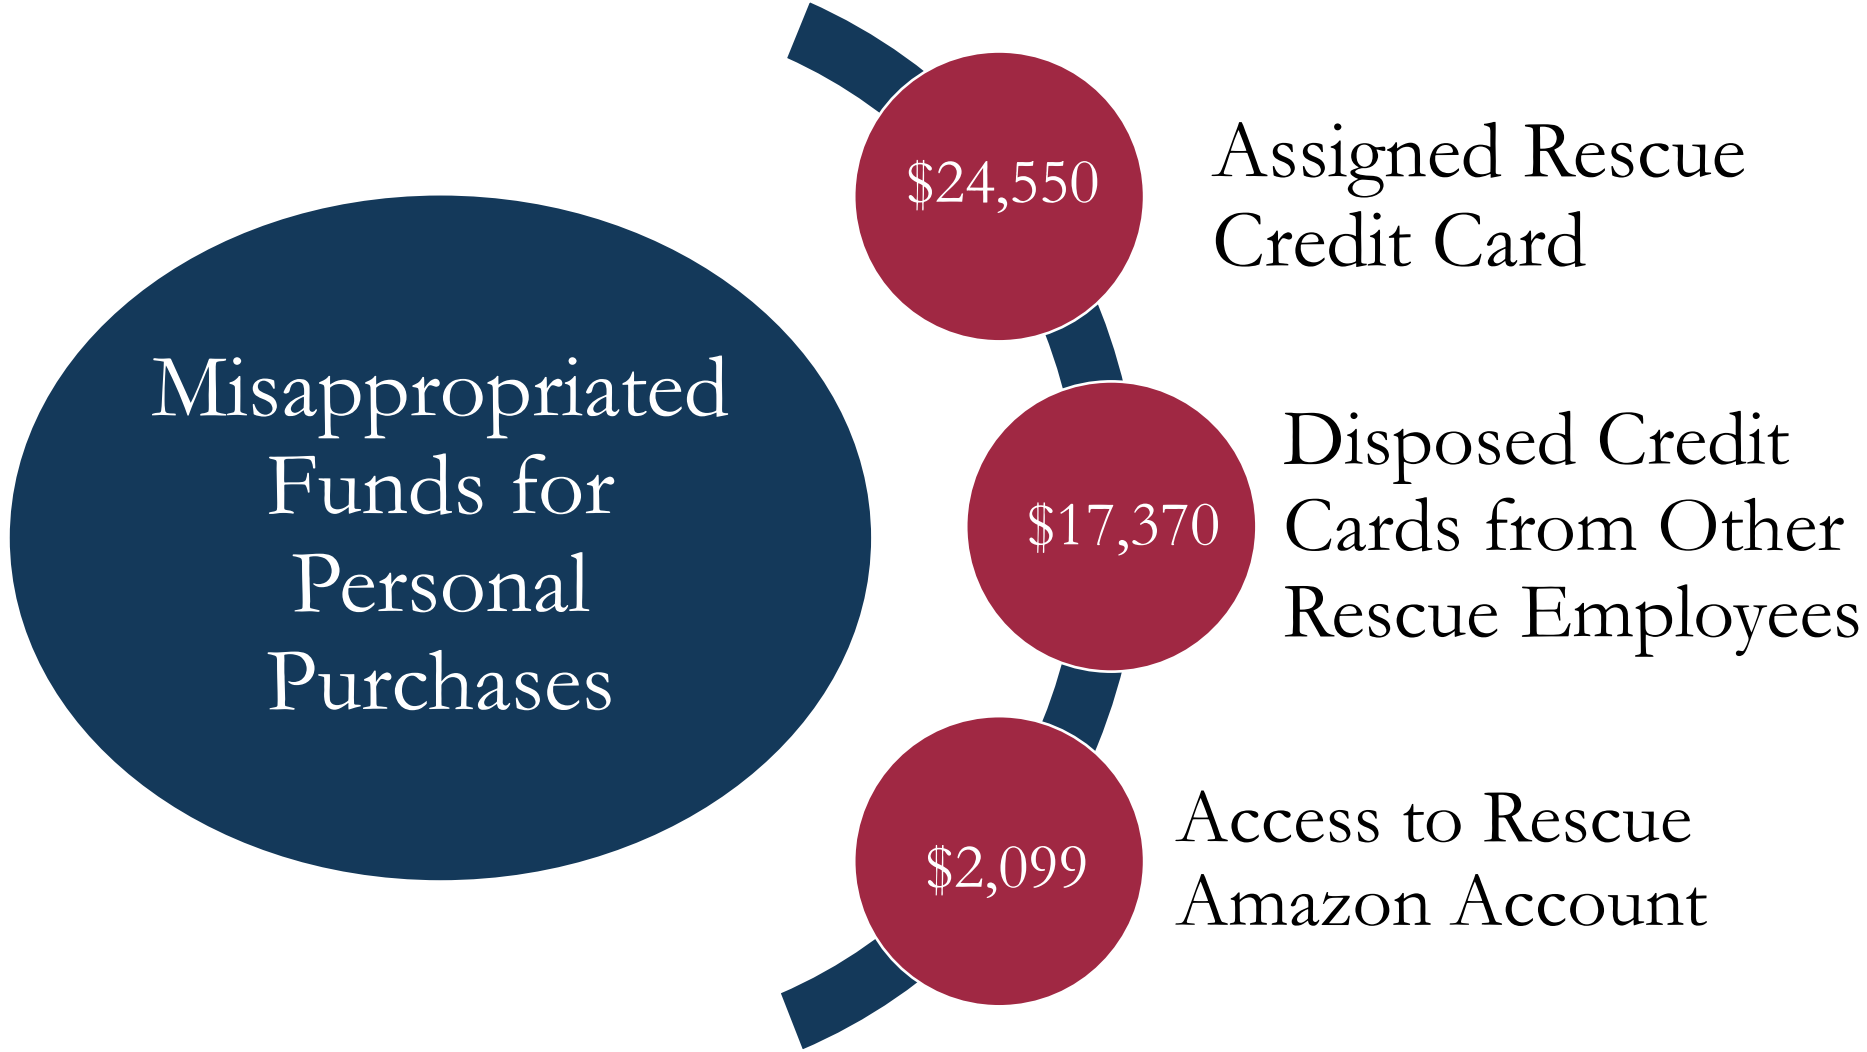 Misappropriated
Funds for
Personal
Purchases
$24,550
Assigned Rescue
Credit Card
$17,370
Disposed Credit
Cards from Other
Rescue Employees
$2,099
Access to Rescue
Amazon Account